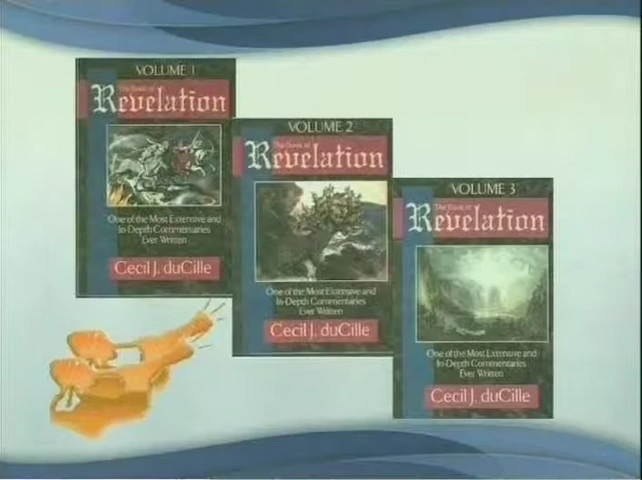 VOLUME 1
The Book of
Revelation
One of the Most Extensive and
In-Depth Commentaries
Ever Written
Cecil J. duCille
VOLUME 2
The Book of
Revelation
One of the Most Extensive and
In-Depth Commentaries
Ever Written
Cecil J. duCille
VOLUME 3
The Book of
Revelation
One of the Most Extensive and
In-Depth Commentaries
Ever Written
Cecil J. duCille